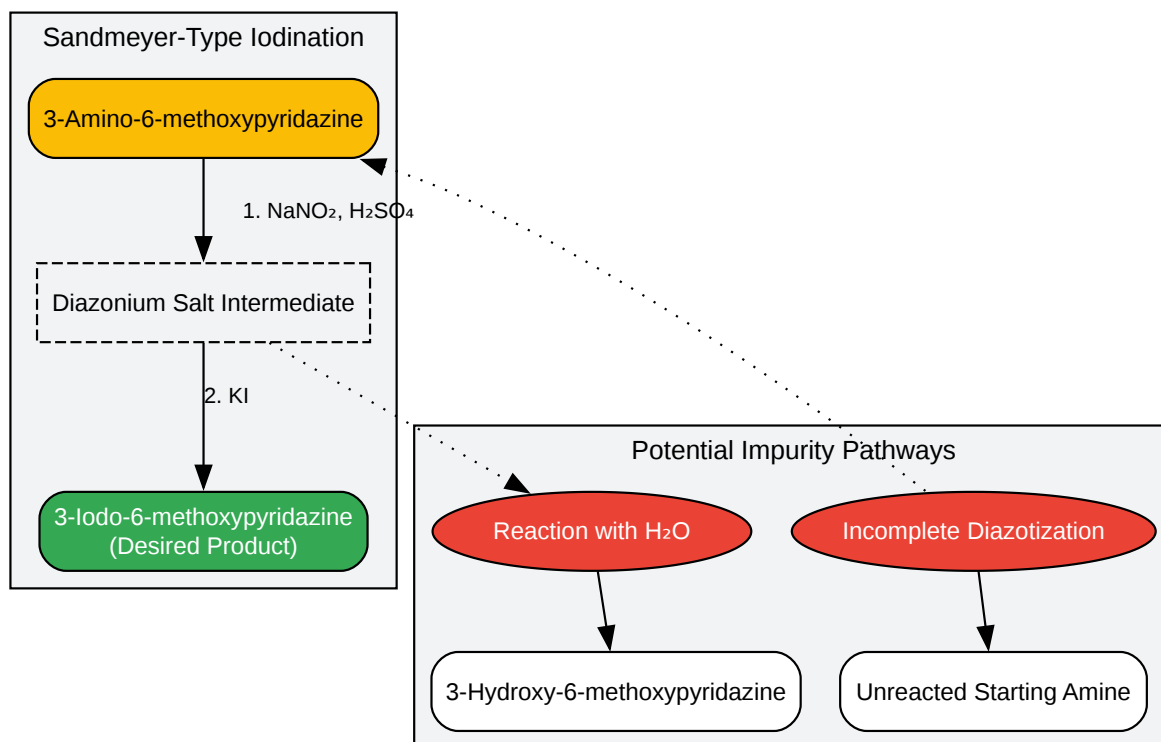 Sandmeyer-Type Iodination
3-Amino-6-methoxypyridazine
1. NaNO₂, H₂SO₄
Diazonium Salt Intermediate
2. KI
3-Iodo-6-methoxypyridazine
(Desired Product)
Potential Impurity Pathways
Reaction with H₂O
Incomplete Diazotization
3-Hydroxy-6-methoxypyridazine
Unreacted Starting Amine